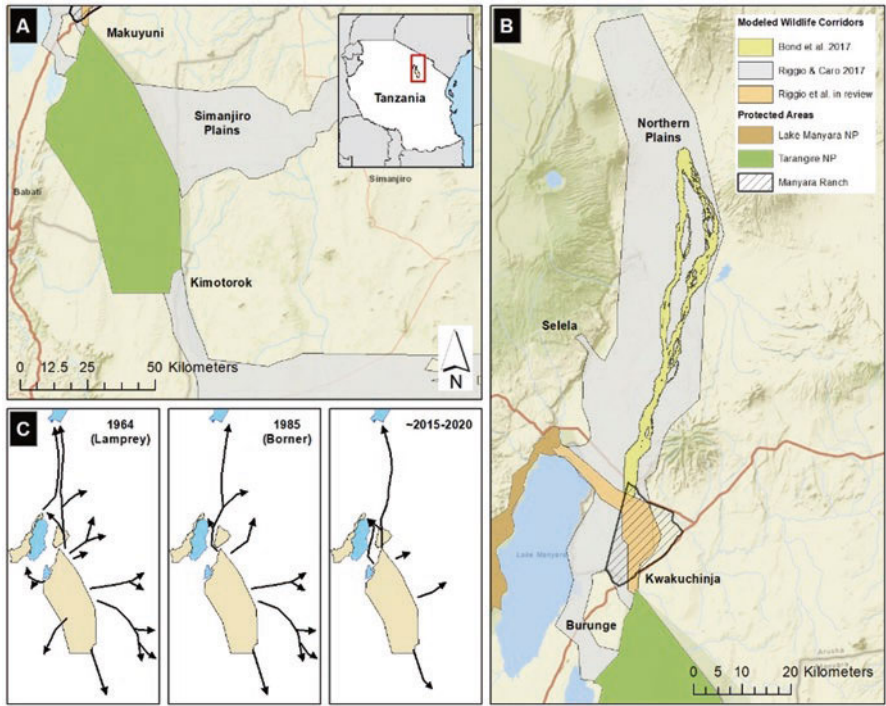 A
Makuyuni
Simanjiro
Plains
Tanzania
Babati
Simanjiro
Kimotorok
0 12.5 25 50 Kilometers
N
B
Modeled Wildlife Corridors
Bond et al. 2017
Riggio & Caro 2017
Riggio et al. in review
Protected Areas
Lake Manyara NP
Tarangire NP
Manyara Ranch
Northern
Plains
Selela
Lake Manyara
Kwakuchinja
Burunge
Arusha
0 5 10 20 Kilometers
C
1964
(Lamprey)
1985
(Borner)
~2015-2020